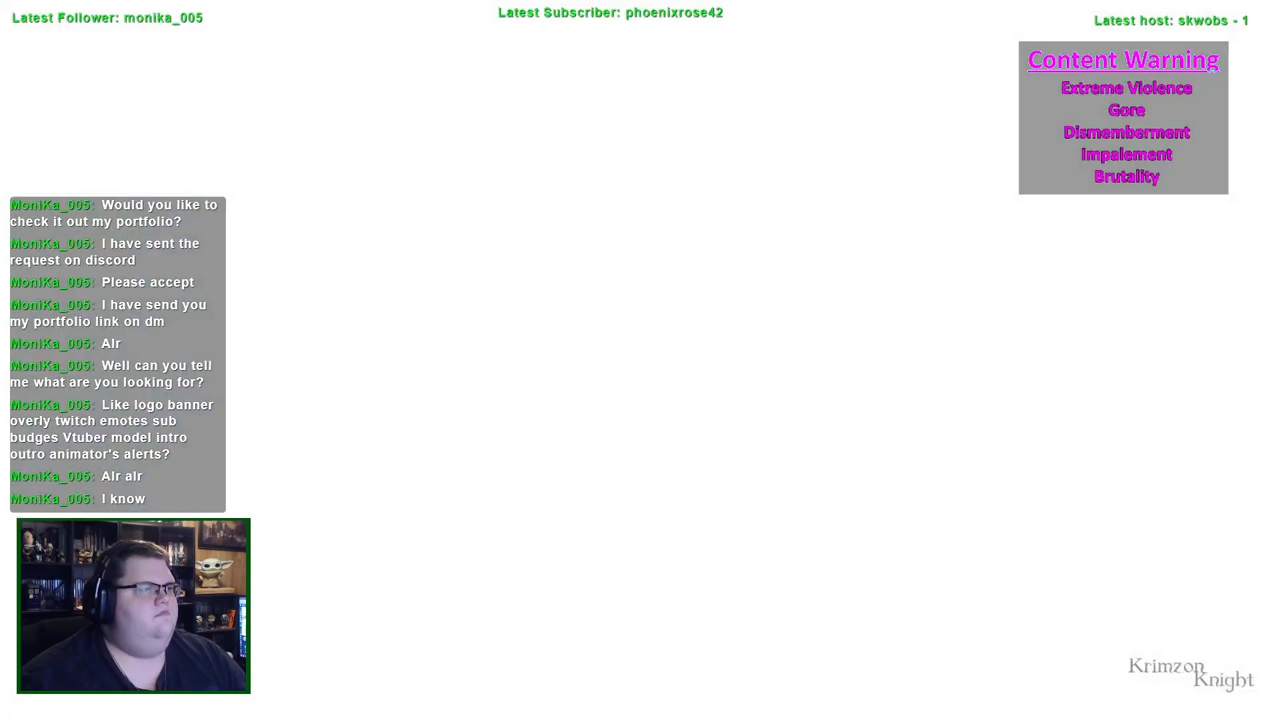 Latest Follower: monika_005
Latest Subscriber: phoenixrose42
Latest host: skwobs - 1
Content Warning
Extreme Violence
Gore
Dismemberment
Impalement
Brutality
MoniKa_005: Would you like to
check it out my portfolio?
MoniKa_005: I have sent the
request on discord
MoniKa_005: Please accept
MoniKa_005: I have send you
my portfolio link on dm
MoniKa_005: Alr
MoniKa_005: Well can you tell
me what are you looking for?
MoniKa_005: Like logo banner
overly twitch emotes sub
budges Vtuber model intro
outro animator's alerts?
MoniKa_005: Alr alr
MoniKa_005: I know
Krimzon
Knight